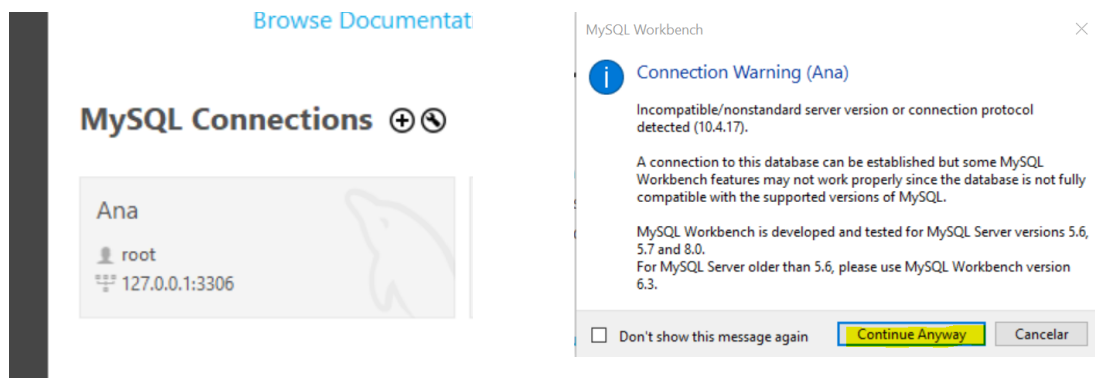 Browse Documentat
MySQL Connections
Ana
root
127.0.0.1:3306
MySQL Workbench
Connection Warning (Ana)
Incompatible/nonstandard server version or connection protocol
detected (10.4.17).
A connection to this database can be established but some MySQL
Workbench features may not work properly since the database is not fully
compatible with the supported versions of MySQL.
MySQL Workbench is developed and tested for MySQL Server versions 5.6,
5.7 and 8.0.
For MySQL Server older than 5.6, please use MySQL Workbench version
6.3.
Don't show this message again
Continue Anyway
Cancelar